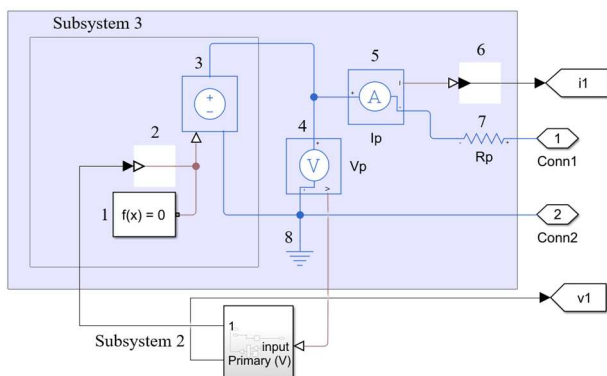 Subsystem 3
3
5
6
i1
2
4
+
-
I
A
Ip
7
-
+
Rp
1
Conn1
+
V
Vp
-
V
1
f(x) = 0
8
2
Conn2
v1
Subsystem 2
1
input
Primary (V)